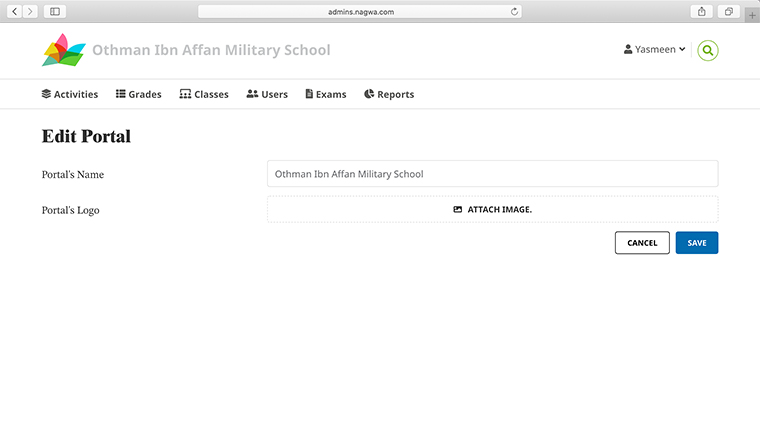 admins.nagwa.com
Othman Ibn Affan Military School
Yasmeen
Activities Grades Classes Users Exams Reports
Edit Portal
Portal's Name Othman Ibn Affan Military School
Portal's Logo ATTACH IMAGE.
CANCEL SAVE